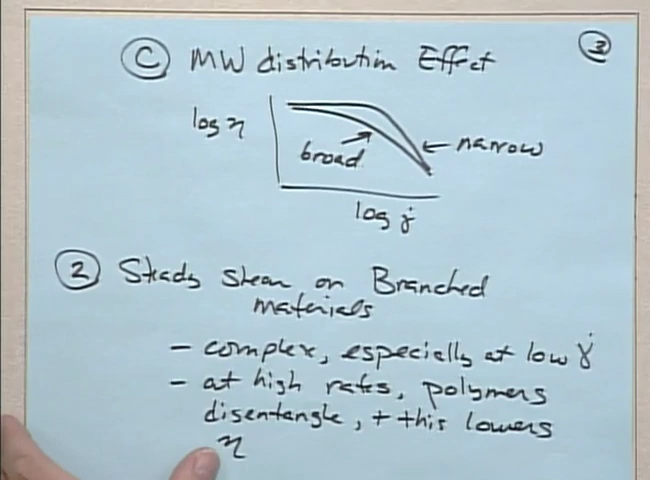 3
C MW distribution Effect
log η
broad
← narrow
log γ̇
2 Steady shear on Branched
materials
- complex, especially at low γ̇
- at high rates, polymers
disentangle, + this lowers
η